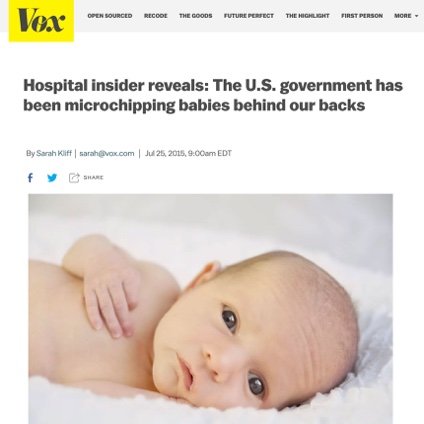 Vox
OPEN SOURCED RECODE THE GOODS FUTURE PERFECT THE HIGHLIGHT FIRST PERSON MORE
Hospital insider reveals: The U.S. government has
been microchipping babies behind our backs
By Sarah Kliff | sarah@vox.com | Jul 25, 2015, 9:00am EDT
f SHARE